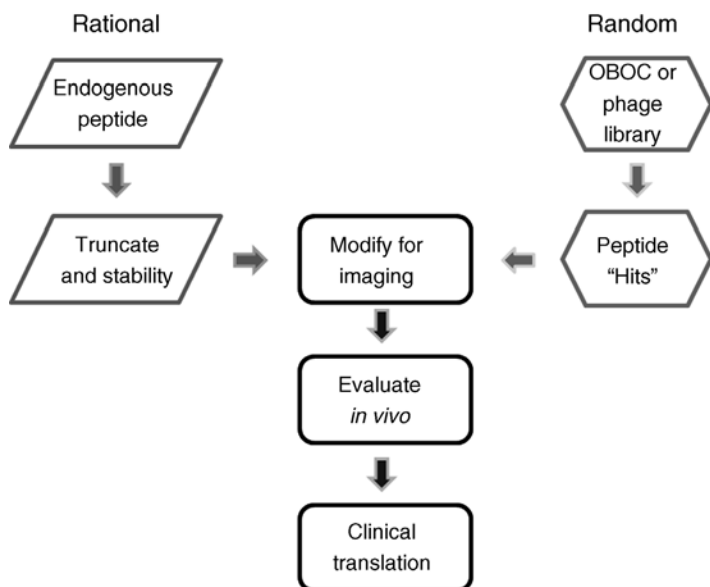 Rational
Random
Endogenous
peptide
OBOC or
phage
library
Truncate
and stability
Modify for
imaging
Peptide
“Hits”
Evaluate
in vivo
Clinical
translation